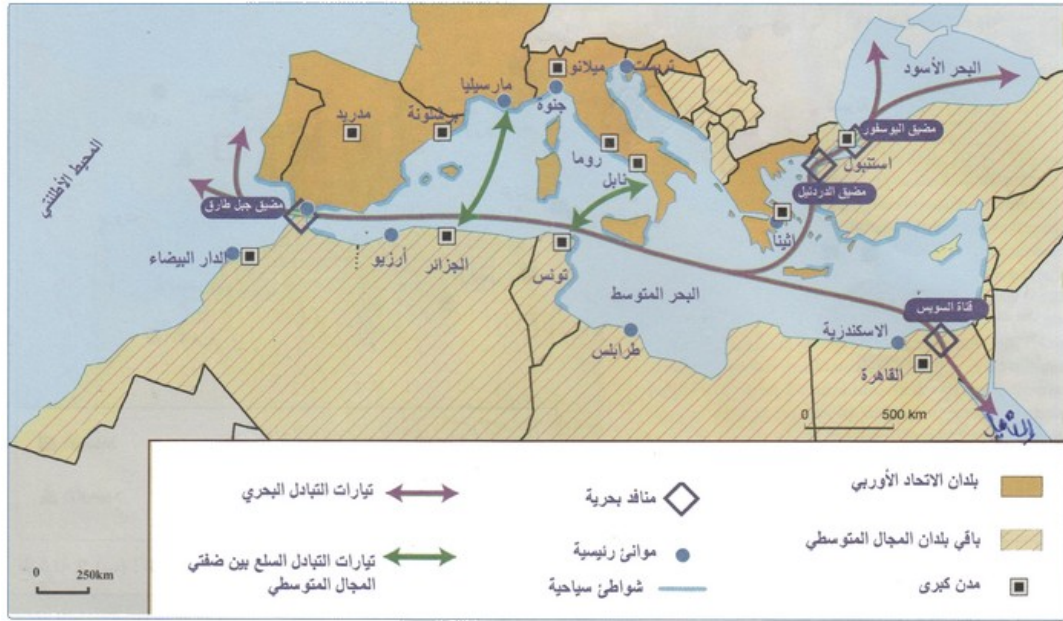 البحر الأسود
مضيق البوسفور
استنبول
مضيق الدردنيل
تريست
ميلانو
جنوة
مارسيليا
برشلونة
مدريد
روما
نابل
اثينا
المحيط الأطلنتي
مضيق جبل طارق
الدار البيضاء
أرزيو
الجزائر
تونس
البحر المتوسط
طرابلس
الاسكندرية
قناة السويس
القاهرة
0 500 km
بلدان الاتحاد الأوربي
باقي بلدان المجال المتوسطي
مدن كبرى
منافد بحرية
موانئ رئيسية
شواطئ سياحية
تيارات التبادل البحري
تيارات التبادل السلع بين ضفتي
المجال المتوسطي
0 250km